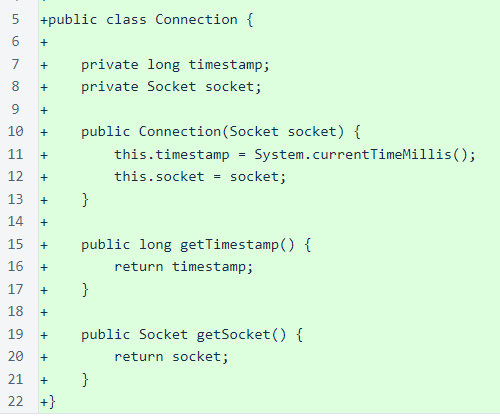 5 +public class Connection {
6 +
7 +    private long timestamp;
8 +    private Socket socket;
9 +
10 +    public Connection(Socket socket) {
11 +        this.timestamp = System.currentTimeMillis();
12 +        this.socket = socket;
13 +    }
14 +
15 +    public long getTimestamp() {
16 +        return timestamp;
17 +    }
18 +
19 +    public Socket getSocket() {
20 +        return socket;
21 +    }
22 +}